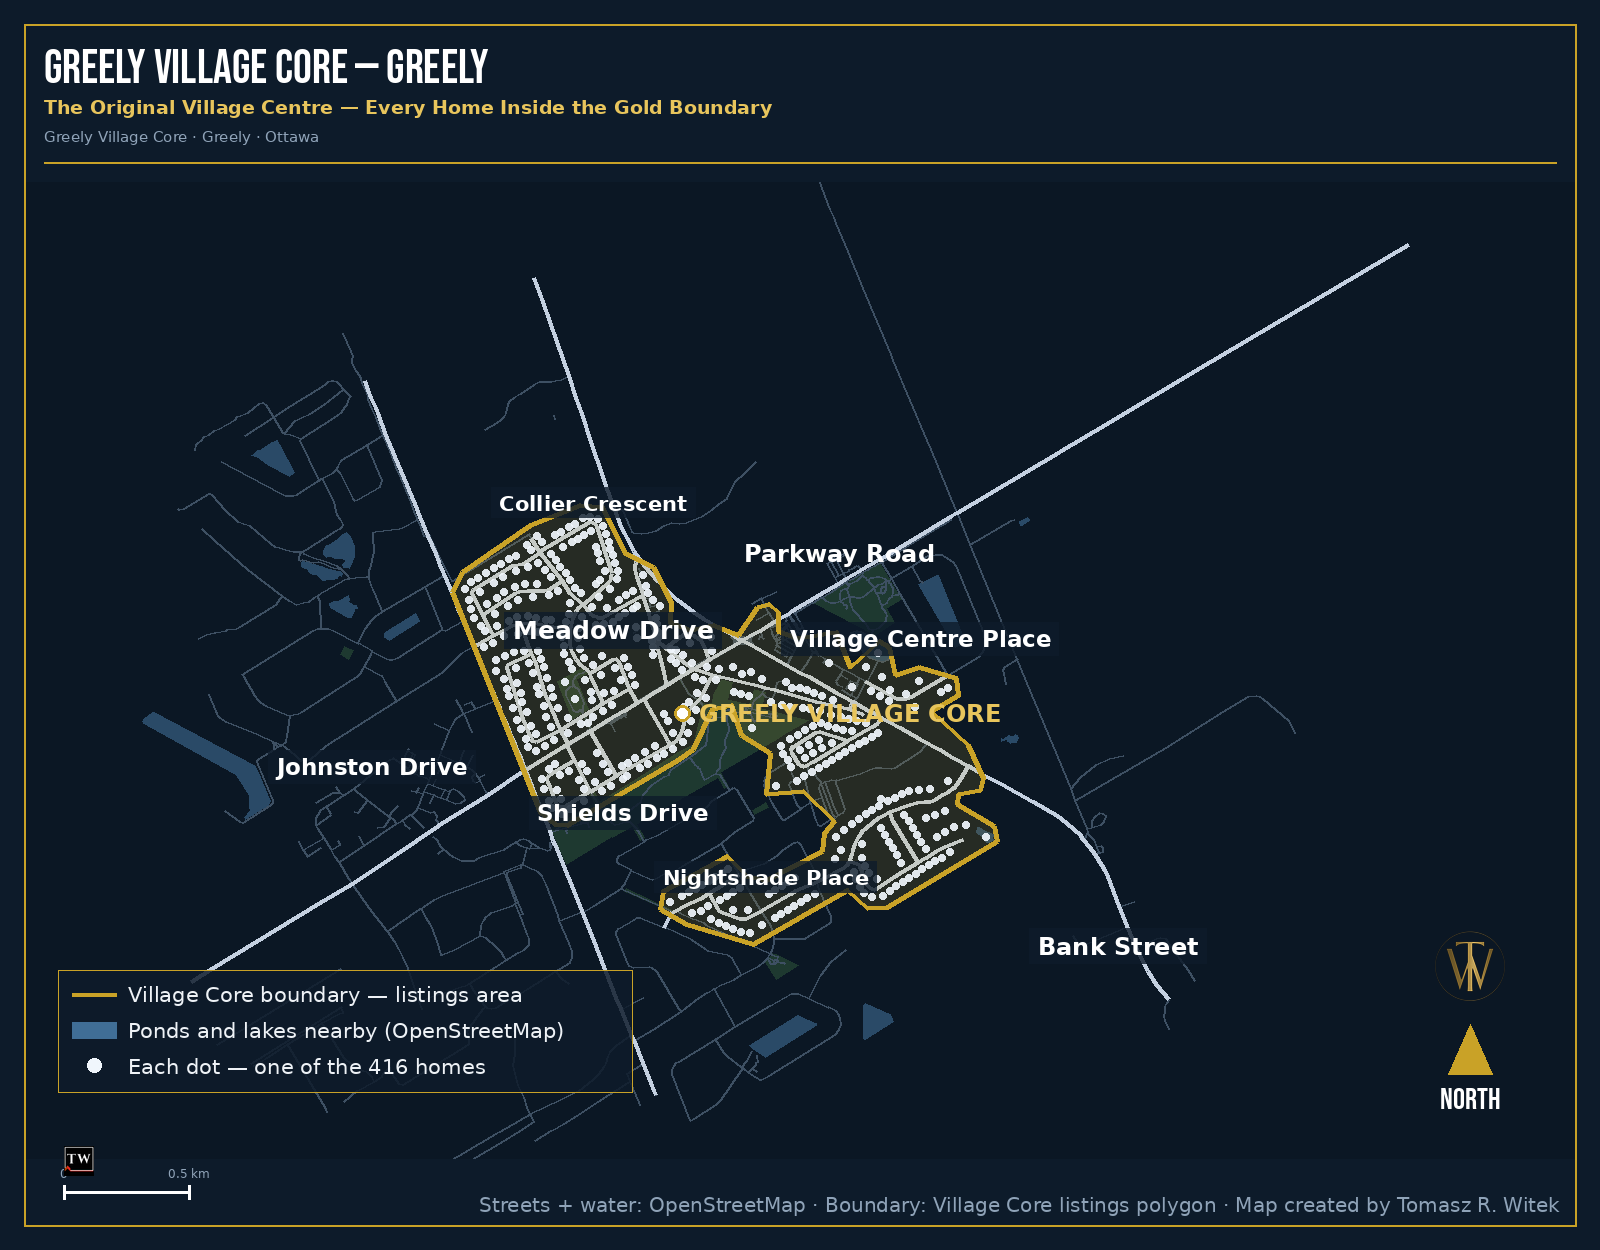 GREELY VILLAGE CORE — GREELY
The Original Village Centre — Every Home Inside the Gold Boundary
Greely Village Core · Greely · Ottawa
Collier Crescent
Parkway Road
Meadow Drive
Village Centre Place
GREELY VILLAGE CORE
Johnston Drive
Shields Drive
Nightshade Place
Bank Street
Village Core boundary — listings area
Ponds and lakes nearby (OpenStreetMap)
Each dot — one of the 416 homes
TW
NORTH
TW
0 0.5 km
Streets + water: OpenStreetMap · Boundary: Village Core listings polygon · Map created by Tomasz R. Witek